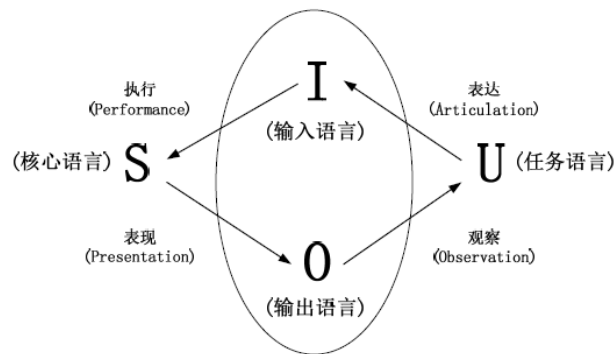 I
(输入语言)
执行
(Performance)
表达
(Articulation)
(核心语言) S
U (任务语言)
表现
(Presentation)
观察
(Observation)
O
(输出语言)